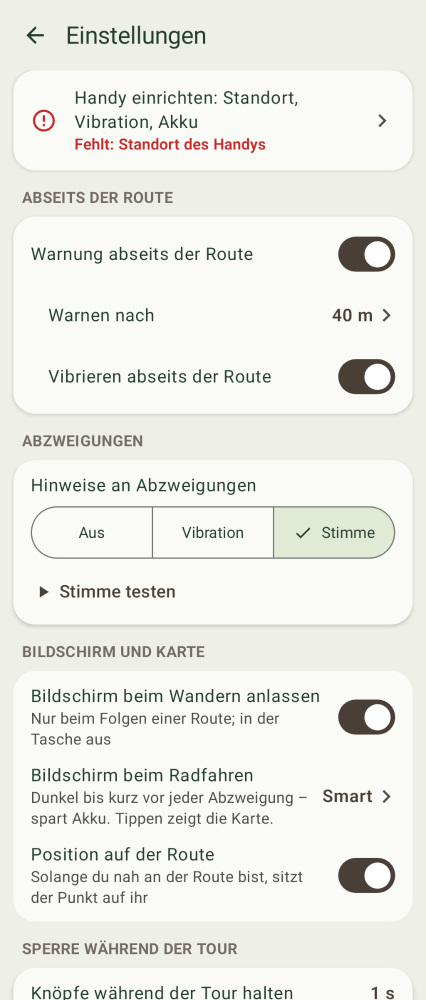 Einstellungen
Handy einrichten: Standort,
Vibration, Akku
Fehlt: Standort des Handys
ABSEITS DER ROUTE
Warnung abseits der Route
Warnen nach
40 m
Vibrieren abseits der Route
ABZWEIGUNGEN
Hinweise an Abzweigungen
Aus
Vibration
Stimme
Stimme testen
BILDSCHIRM UND KARTE
Bildschirm beim Wandern anlassen
Nur beim Folgen einer Route; in der
Tasche aus
Bildschirm beim Radfahren
Dunkel bis kurz vor jeder Abzweigung –
spart Akku. Tippen zeigt die Karte.
Smart
Position auf der Route
Solange du nah an der Route bist, sitzt
der Punkt auf ihr
SPERRE WÄHREND DER TOUR
Knöpfe während der Tour halten
1 s